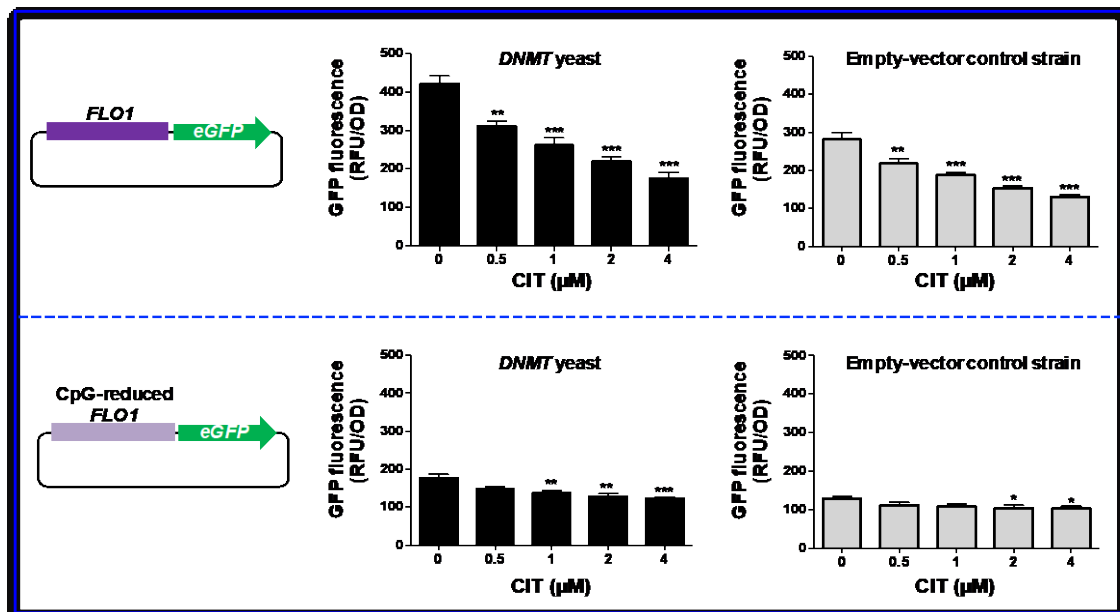 FLO1
eGFP
DNMT yeast
GFP fluorescence
(RFU/OD)
500
400
300
200
100
0
**
***
***
***
0 0.5 1 2 4
CIT (µM)
Empty-vector control strain
GFP fluorescence
(RFU/OD)
500
400
300
200
100
0
**
***
***
***
0 0.5 1 2 4
CIT (µM)
CpG-reduced
FLO1
eGFP
DNMT yeast
GFP fluorescence
(RFU/OD)
500
400
300
200
100
0
**
**
***
0 0.5 1 2 4
CIT (µM)
Empty-vector control strain
GFP fluorescence
(RFU/OD)
500
400
300
200
100
0
*
*
0 0.5 1 2 4
CIT (µM)